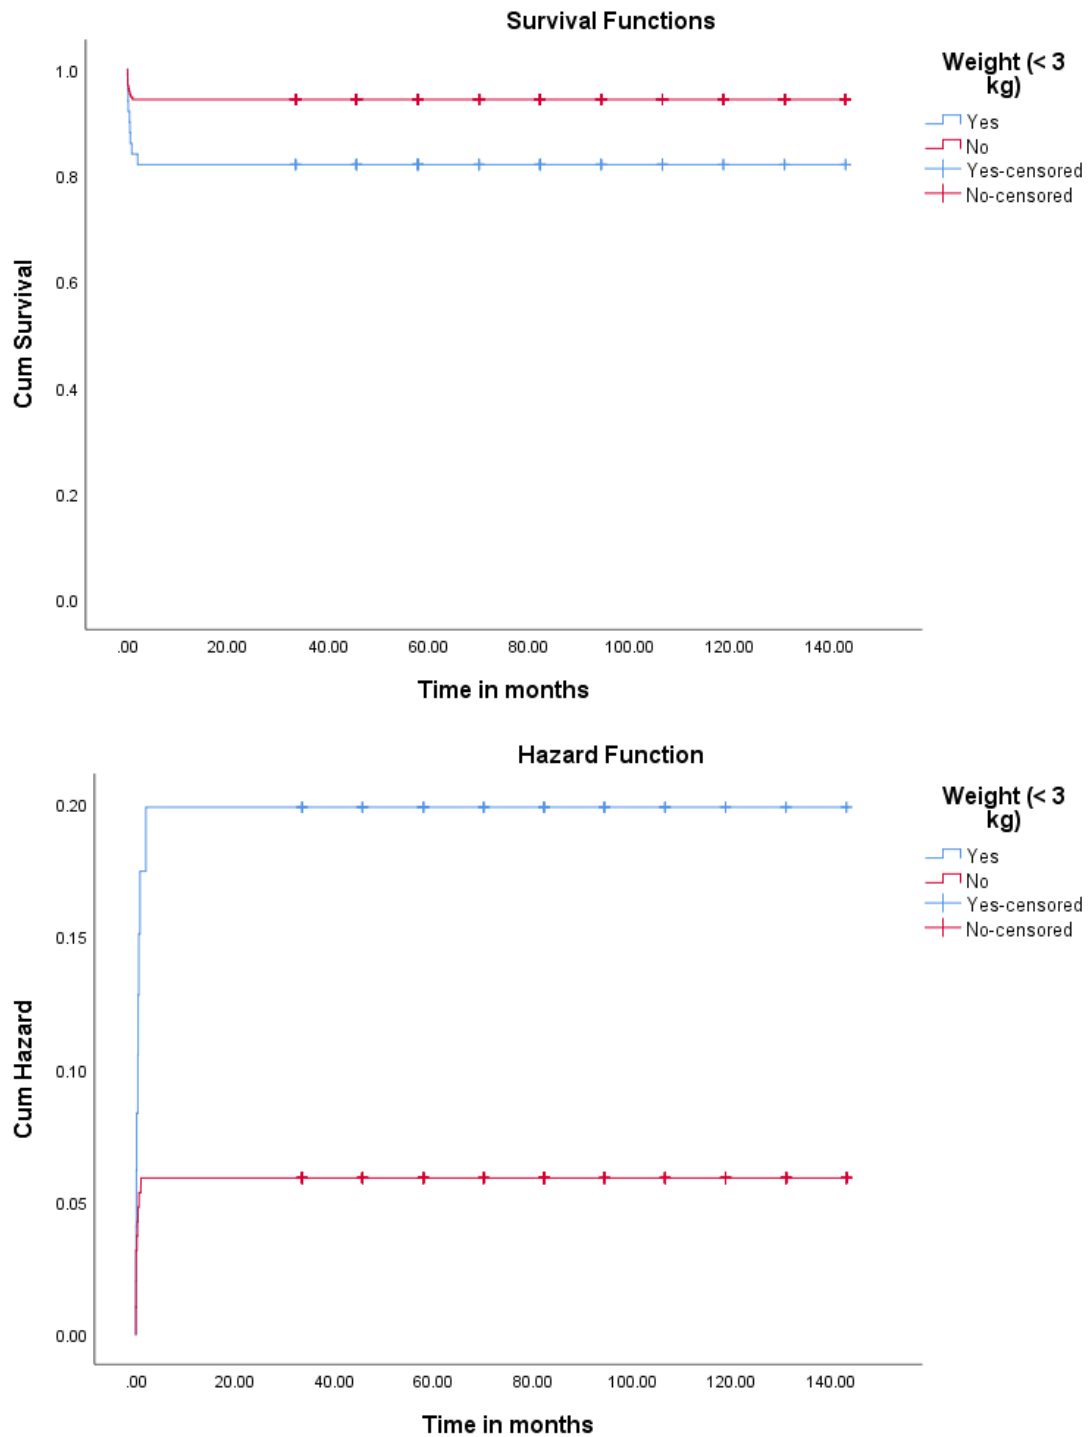 Survival Functions
Weight (< 3
kg)
Yes
No
Yes-censored
No-censored
1.0
0.8
0.6
0.4
0.2
0.0
Cum Survival
.00 20.00 40.00 60.00 80.00 100.00 120.00 140.00
Time in months
Hazard Function
Weight (< 3
kg)
Yes
No
Yes-censored
No-censored
0.20
0.15
0.10
0.05
0.00
Cum Hazard
.00 20.00 40.00 60.00 80.00 100.00 120.00 140.00
Time in months